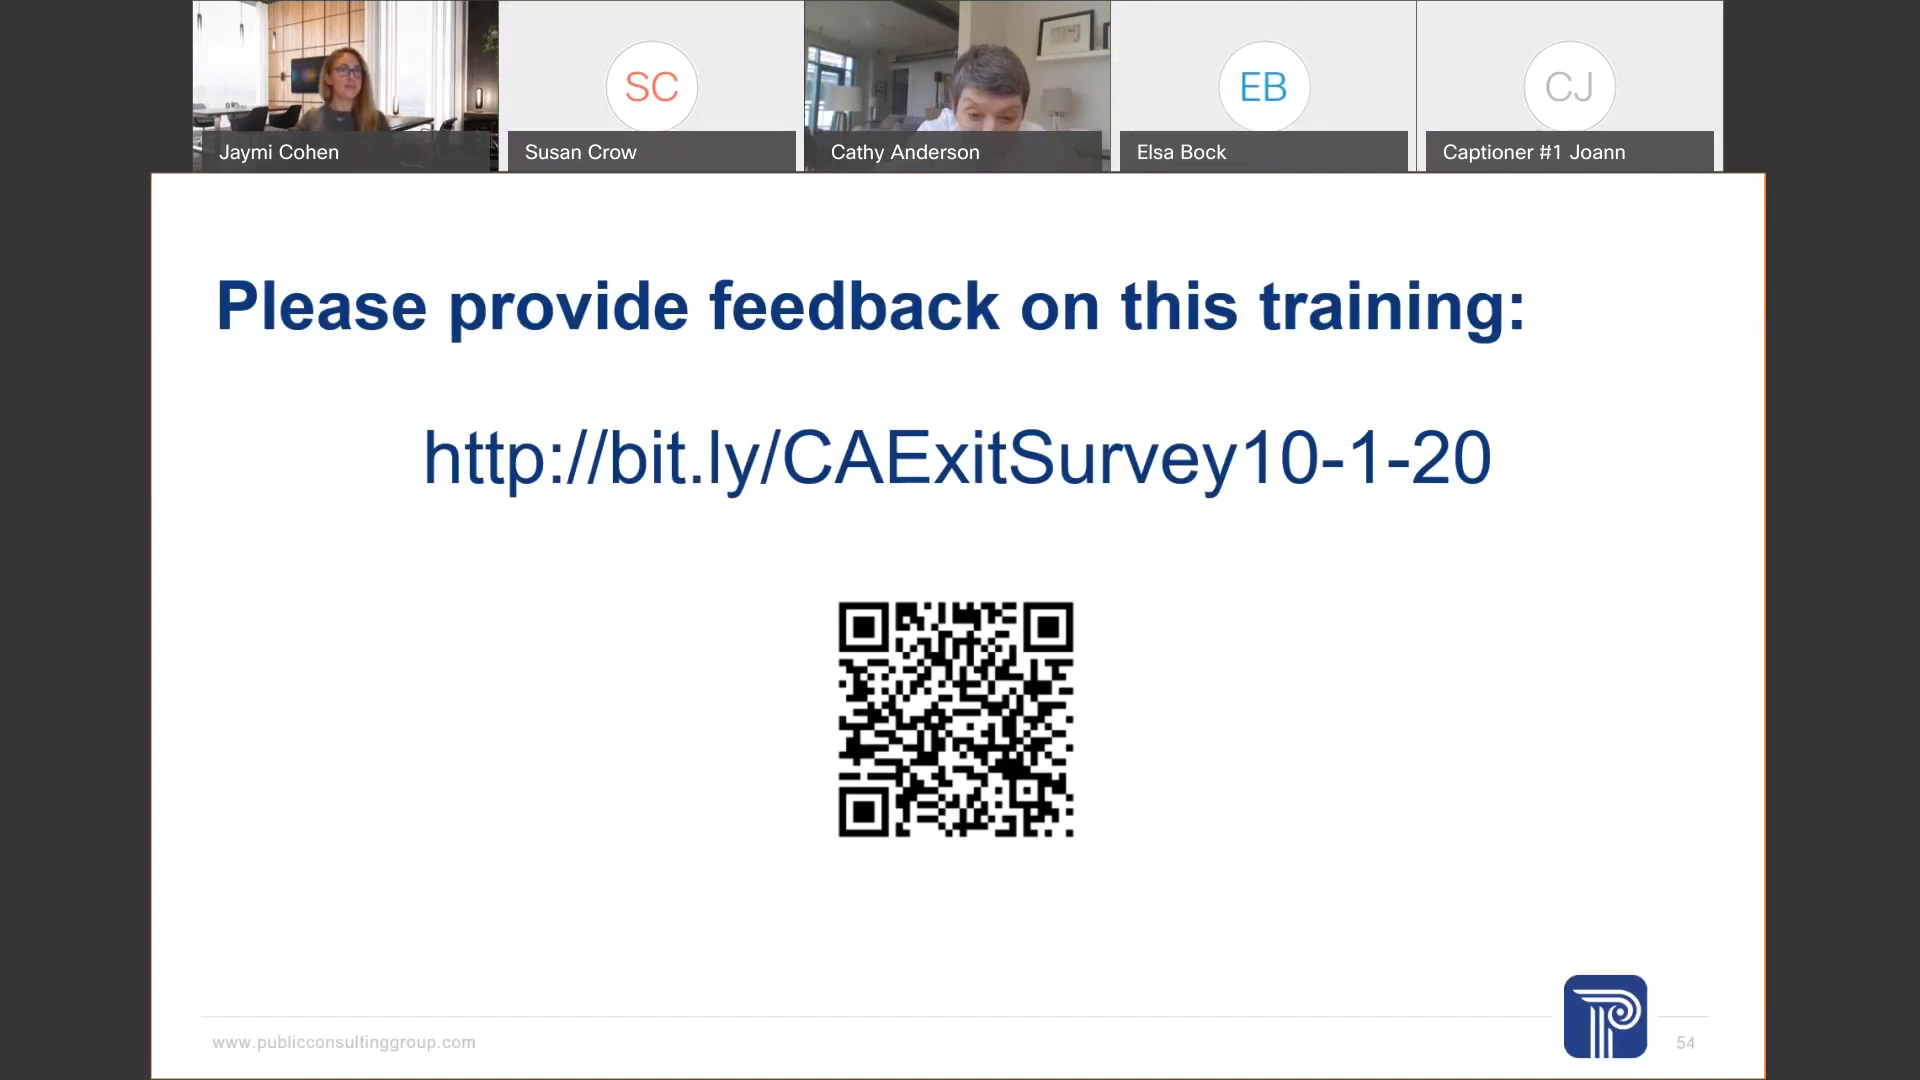 SC
EB
CJ
Jaymi Cohen
Susan Crow
Cathy Anderson
Elsa Bock
Captioner #1 Joann
Please provide feedback on this training:
http://bit.ly/CAExitSurvey10-1-20
www.publicconsultinggroup.com
54